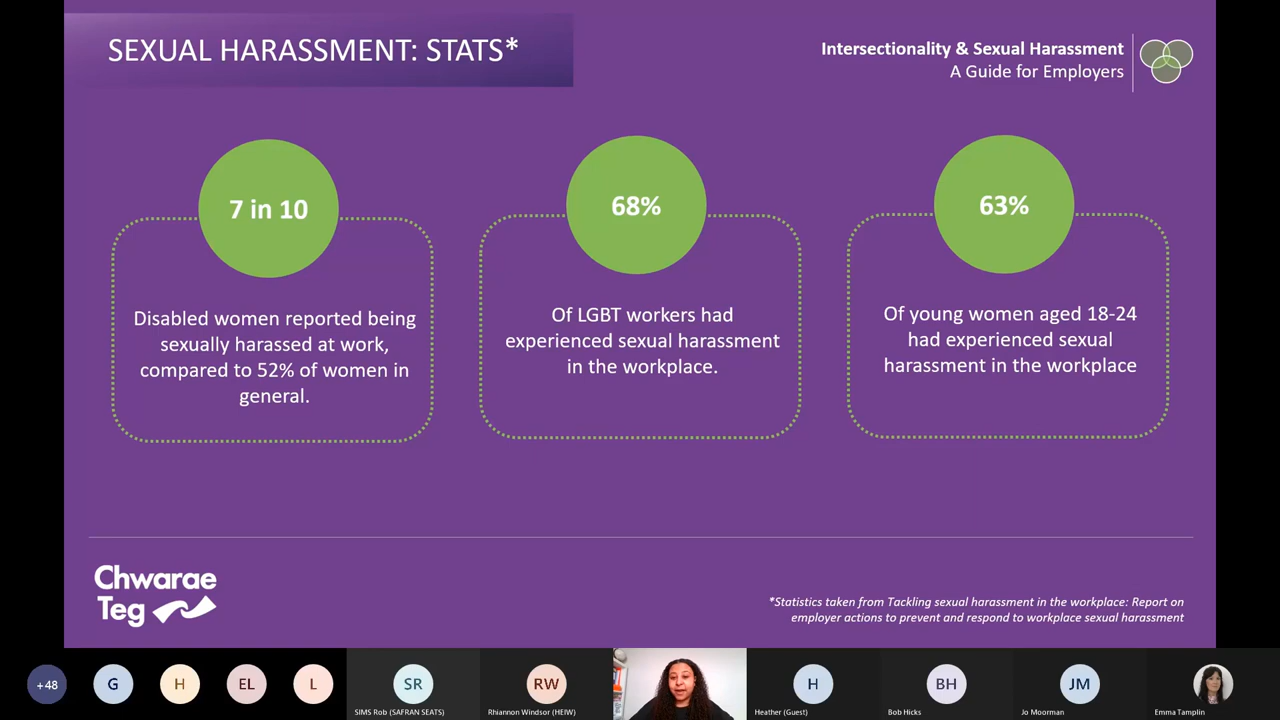 SEXUAL HARASSMENT: STATS*
Intersectionality & Sexual Harassment
A Guide for Employers
7 in 10
Disabled women reported being
sexually harassed at work,
compared to 52% of women in
general.
68%
Of LGBT workers had
experienced sexual harassment
in the workplace.
63%
Of young women aged 18-24
had experienced sexual
harassment in the workplace
Chwarae
Teg
*Statistics taken from Tackling sexual harassment in the workplace: Report on
employer actions to prevent and respond to workplace sexual harassment
+48
G
H
EL
L
SR
SIMS Rob (SAFRAN SEATS)
RW
Rhiannon Windsor (HEIW)
H
Heather (Guest)
BH
Bob Hicks
JM
Jo Moorman
Emma Tamplin